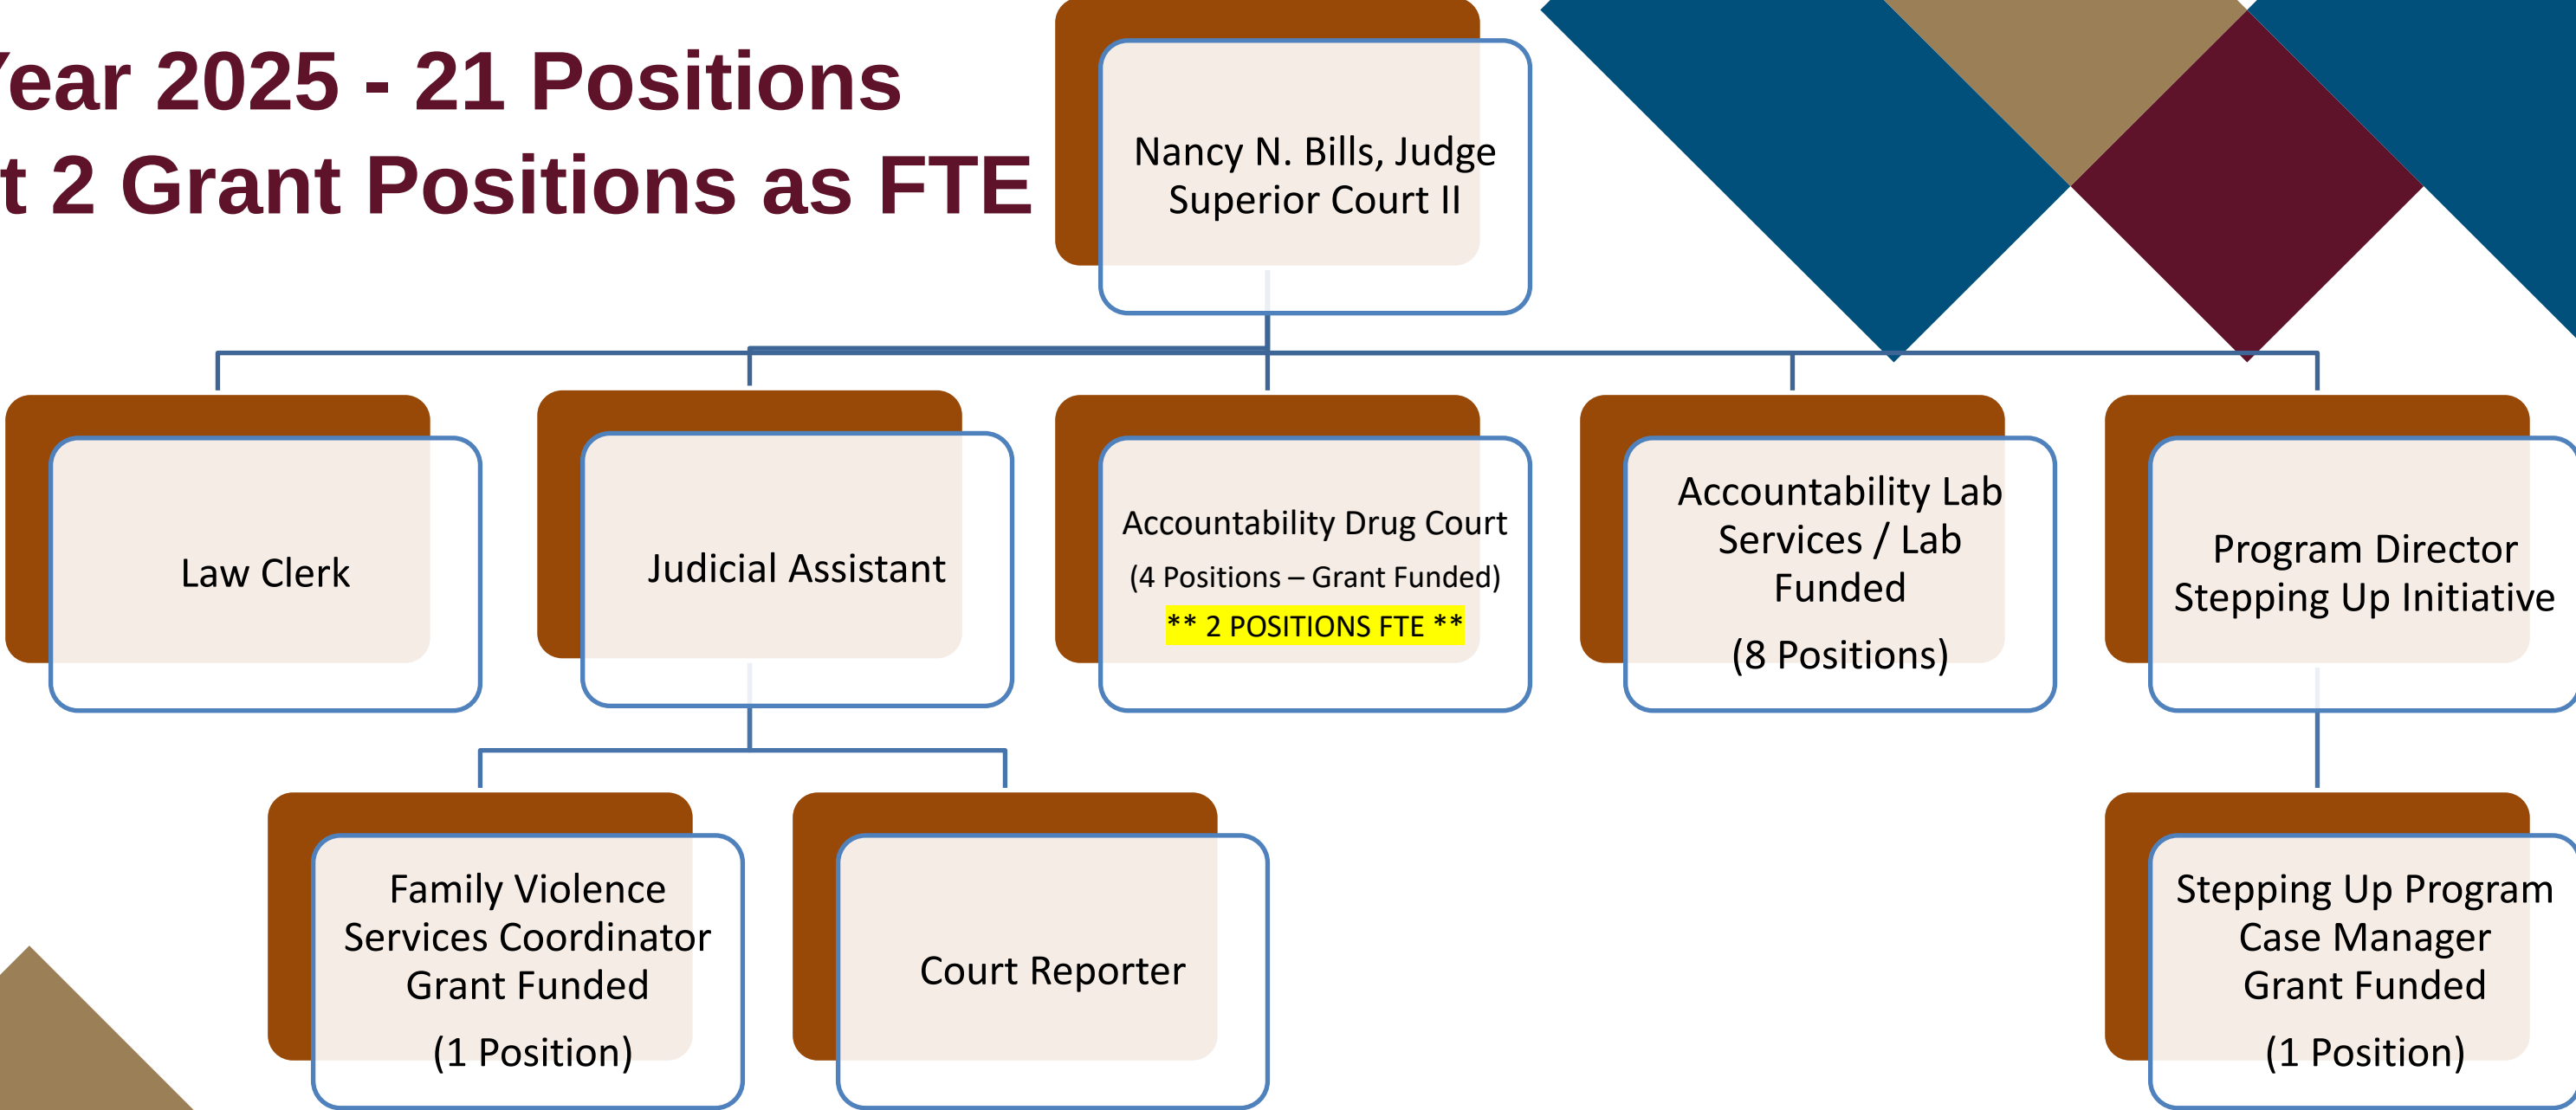 Year 2025 - 21 Positions
t 2 Grant Positions as FTE
Nancy N. Bills, Judge
Superior Court II
Law Clerk
Judicial Assistant
Accountability Drug Court
(4 Positions – Grant Funded)
** 2 POSITIONS FTE **
Accountability Lab
Services / Lab
Funded
(8 Positions)
Program Director
Stepping Up Initiative
Family Violence
Services Coordinator
Grant Funded
(1 Position)
Court Reporter
Stepping Up Program
Case Manager
Grant Funded
(1 Position)